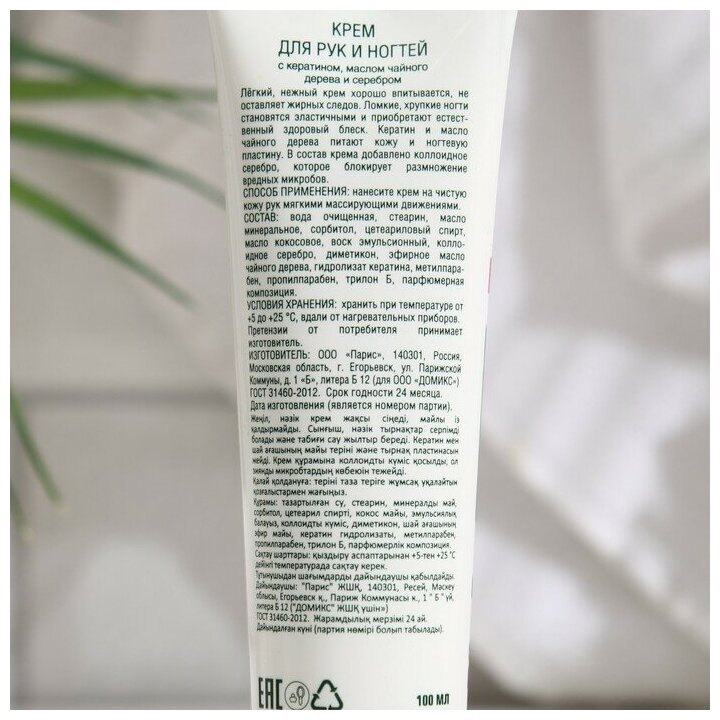 КРЕМ
ДЛЯ РУК И НОГТЕЙ
с кератином, маслом чайного
дерева и серебром
Лёгкий, нежный крем хорошо впитывается, не
оставляет жирных следов. Ломкие, хрупкие ногти
становятся эластичными и приобретают естест-
венный здоровый блеск. Кератин и масло
чайного дерева питают кожу и ногтевую
пластину. В состав крема добавлено коллоидное
серебро, которое блокирует размножение
вредных микробов.
СПОСОБ ПРИМЕНЕНИЯ: нанесите крем на чистую
кожу рук мягкими массирующими движениями.
СОСТАВ: вода очищенная, стеарин, масло
минеральное, сорбитол, цетеариловый спирт,
масло кокосовое, воск эмульсионный, колло-
идное серебро, диметикон, эфирное масло
чайного дерева, гидролизат кератина, метилпара-
бен, пропилпарабен, трилон Б, парфюмерная
композиция.
УСЛОВИЯ ХРАНЕНИЯ: хранить при температуре от
+5 до +25 °С, вдали от нагревательных приборов.
Претензии от потребителя принимает
изготовитель.
ИЗГОТОВИТЕЛЬ: ООО «Парис», 140301, Россия,
Московская область, г. Егорьевск, ул. Парижской
Коммуны, д. 1 «Б», литера Б 12 (для ООО «ДОМИКС»)
ГОСТ 31460-2012. Срок годности 24 месяца.
Дата изготовления (является номером партии).
Жеңіл, нәзік крем жақсы сіңеді, майлы із
қалдырмайды. Сынғыш, нәзік тырнақтар серпімді
болады және табиғи сау жылтыр береді. Кератин мен
шай ағашының майы теріні және тырнақ пластинасын
нейді. Крем құрамына коллоидты күміс қосылды, ол
зиянды микробтардың көбеюін тежейді.
Қалай қолдануға: теріні таза теріге жұмсақ уқалайтын
қозғалыстармен жағыңыз.
Құрамы: тазартылған су, стеарин, минералды май,
сорбитол, цетеарил спирті, кокос майы, эмульсиялық
балауыз, коллоидты күміс, диметикон, шай ағашының
эфир майы, кератин гидролизаты, метилпарабен,
пропилпарабен, трилон Б, парфюмерлік композиция.
Сақтау шарттары: қыздыру аспаптарынан +5-тен +25 °С
дейінгі температурада сақтау керек.
Тұтынушыдан шағымдарды дайындаушы қабылдайды.
Дайындаушы: "Парис" ЖШҚ, 140301, Ресей, Мәскеу
облысы, Егорьевск қ., Париж Коммунасы к., 1 " Б " үй,
литера Б 12 ("ДОМИКС" ЖШҚ үшін»)
ГОСТ 31460-2012. Жарамдылық мерзімі 24 ай.
Дайындалған күні (партия нөмірі болып табылады).
ЕАС 100 МЛ